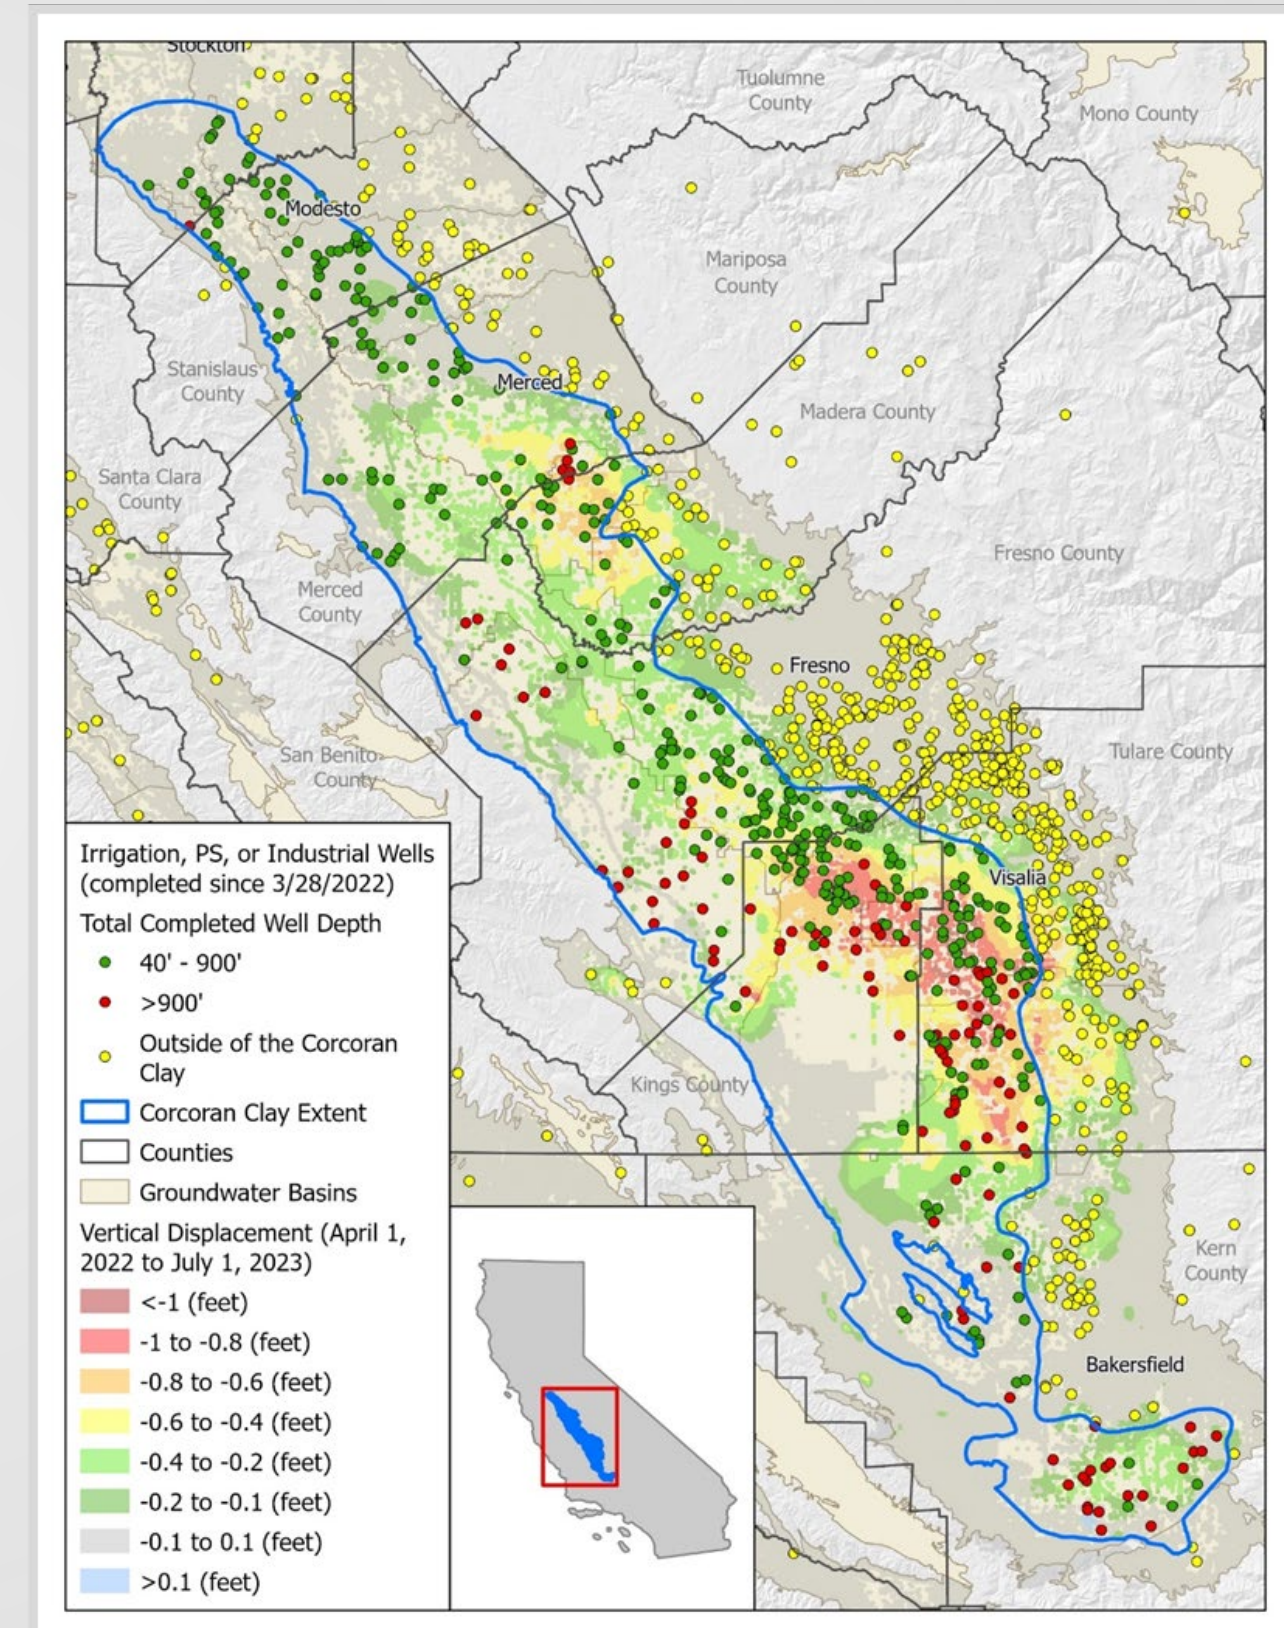 Stockton
Tuolumne
County
Mono County
Modesto
Mariposa
County
Stanislaus
County
Merced
Madera County
Santa Clara
County
Fresno County
Merced
County
Fresno
San Benito
County
Tulare County
Visalia
Kings County
Kern
County
Bakersfield
Irrigation, PS, or Industrial Wells
(completed since 3/28/2022)
Total Completed Well Depth
40' - 900'
>900'
Outside of the Corcoran
Clay
Corcoran Clay Extent
Counties
Groundwater Basins
Vertical Displacement (April 1,
2022 to July 1, 2023)
<-1 (feet)
-1 to -0.8 (feet)
-0.8 to -0.6 (feet)
-0.6 to -0.4 (feet)
-0.4 to -0.2 (feet)
-0.2 to -0.1 (feet)
-0.1 to 0.1 (feet)
>0.1 (feet)